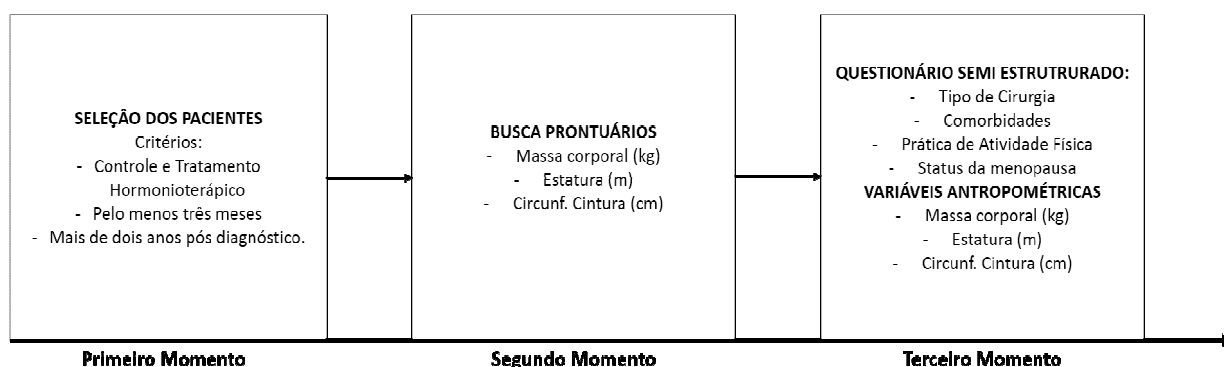 SELEÇÃO DOS PACIENTES
Critérios:
- Controle e Tratamento
Hormonioterápico
- Pelo menos três meses
- Mais de dois anos pós diagnóstico.
Primeiro Momento
BUSCA PRONTUÁRIOS
- Massa corporal (kg)
- Estatura (m)
- Circunf. Cintura (cm)
Segundo Momento
QUESTIONÁRIO SEMI ESTRUTRURADO:
- Tipo de Cirurgia
- Comorbidades
- Prática de Atividade Física
- Status da menopausa
VARIÁVEIS ANTROPOMÉTRICAS
- Massa corporal (kg)
- Estatura (m)
- Circunf. Cintura (cm)
Terceiro Momento